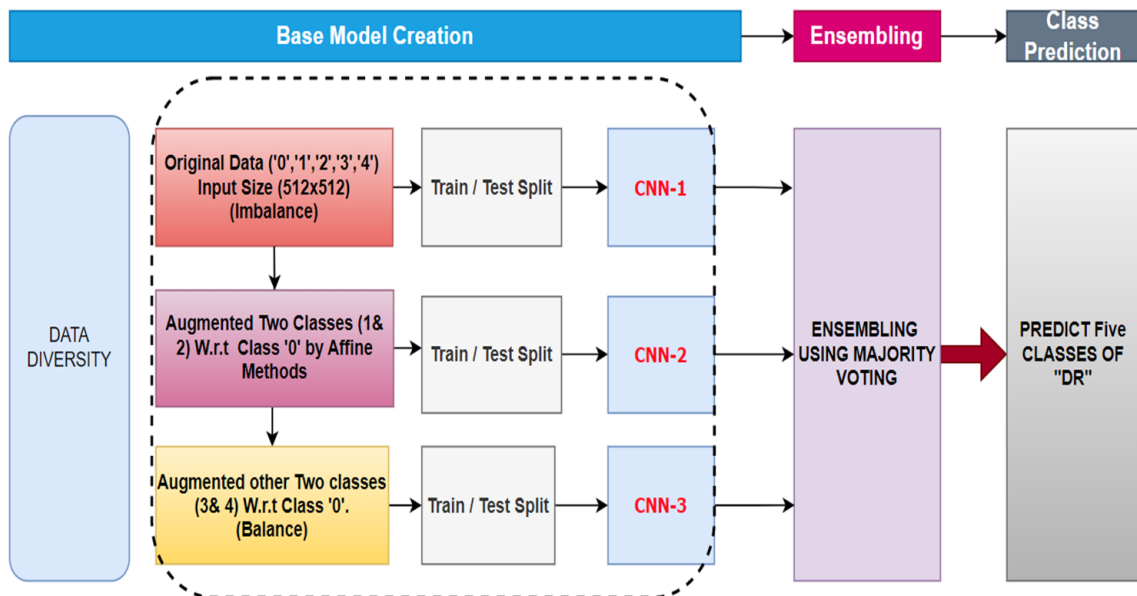 Base Model Creation
Ensembling
Class
Prediction
DATA
DIVERSITY
Original Data ('0','1','2','3','4')
Input Size (512x512)
(Imbalance)
Train / Test Split
CNN-1
Augmented Two Classes (1&
2) W.r.t Class '0' by Affine
Methods
Train / Test Split
CNN-2
Augmented other Two classes
(3& 4) W.r.t Class '0'.
(Balance)
Train / Test Split
CNN-3
ENSEMBLING
USING MAJORITY
VOTING
PREDICT Five
CLASSES OF
"DR"